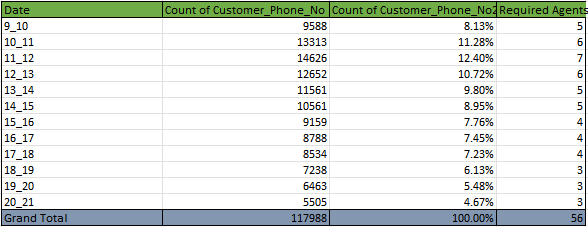 Date Count of Customer_Phone_No Count of Customer_Phone_No2 Required Agents
9_10 9588 8.13% 5
10_11 13313 11.28% 6
11_12 14626 12.40% 7
12_13 12652 10.72% 6
13_14 11561 9.80% 5
14_15 10561 8.95% 5
15_16 9159 7.76% 4
16_17 8788 7.45% 4
17_18 8534 7.23% 4
18_19 7238 6.13% 3
19_20 6463 5.48% 3
20_21 5505 4.67% 3
Grand Total 117988 100.00% 56